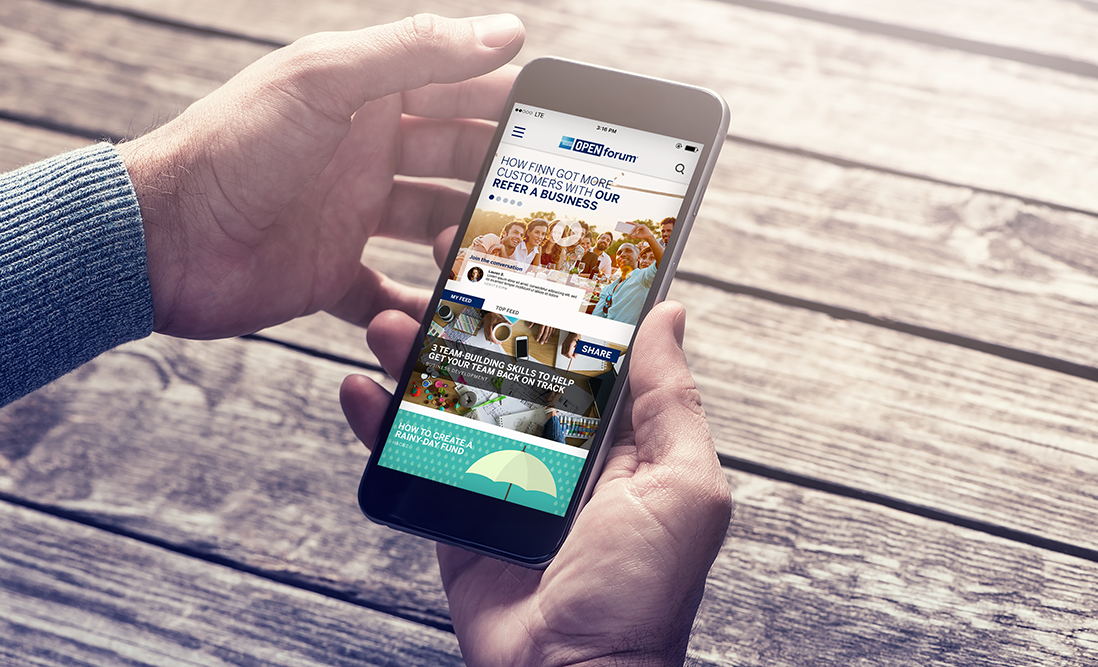 LTE
3:16 PM
OPEN forum
HOW FINN GOT MORE
CUSTOMERS WITH OUR
REFER A BUSINESS
Join the conversation
Lauren S.
MY FEED
TOP FEED
SHARE
3 TEAM-BUILDING SKILLS TO HELP
GET YOUR TEAM BACK ON TRACK
BUSINESS DEVELOPMENT
HOW TO CREATE A
RAINY-DAY FUND